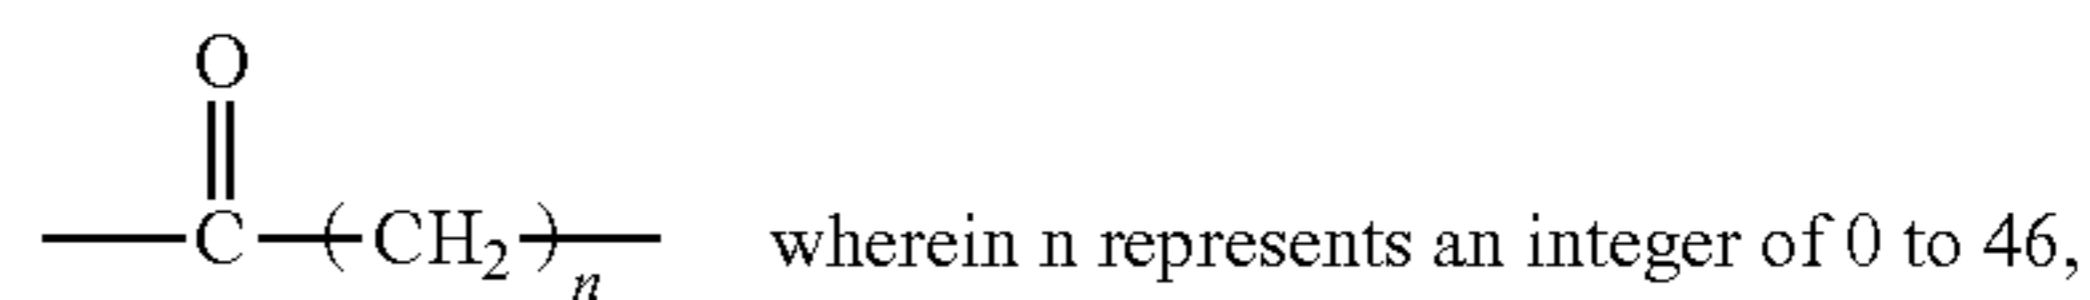 O
C (CH2)n wherein n represents an integer of 0 to 46,